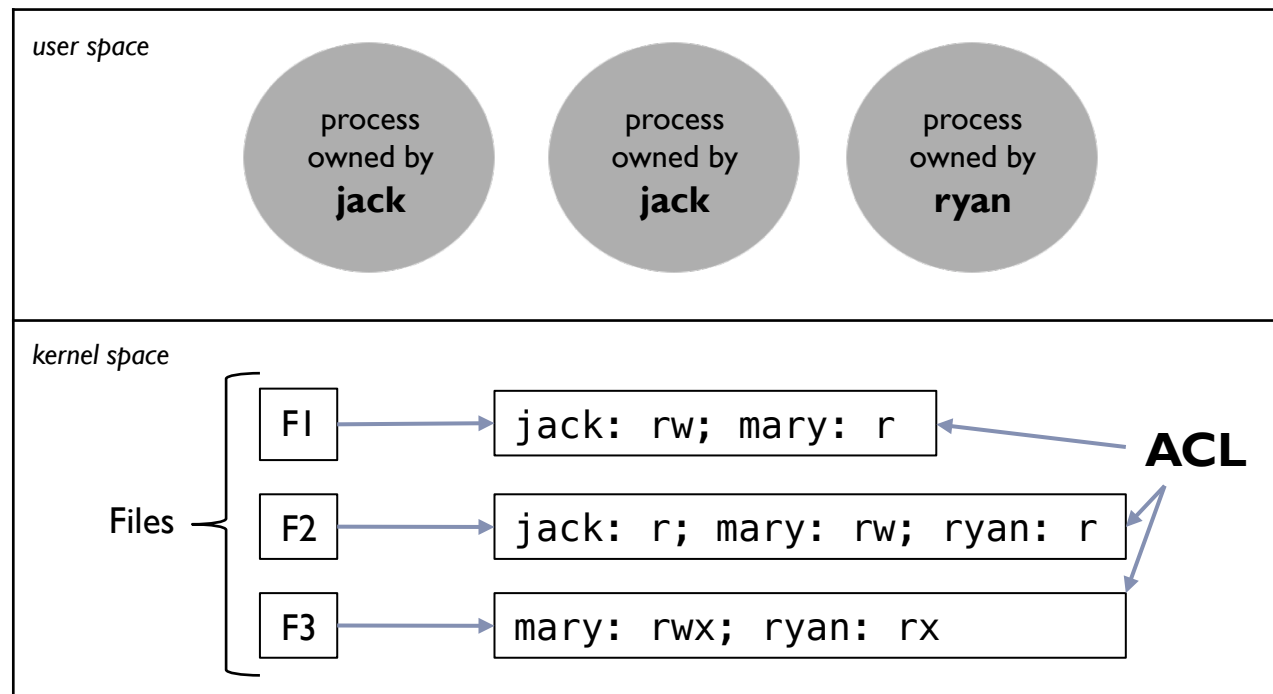 user space
process
owned by
jack
process
owned by
jack
process
owned by
ryan
kernel space
Files
F1
jack: rw; mary: r
ACL
F2
jack: r; mary: rw; ryan: r
F3
mary: rwx; ryan: rx